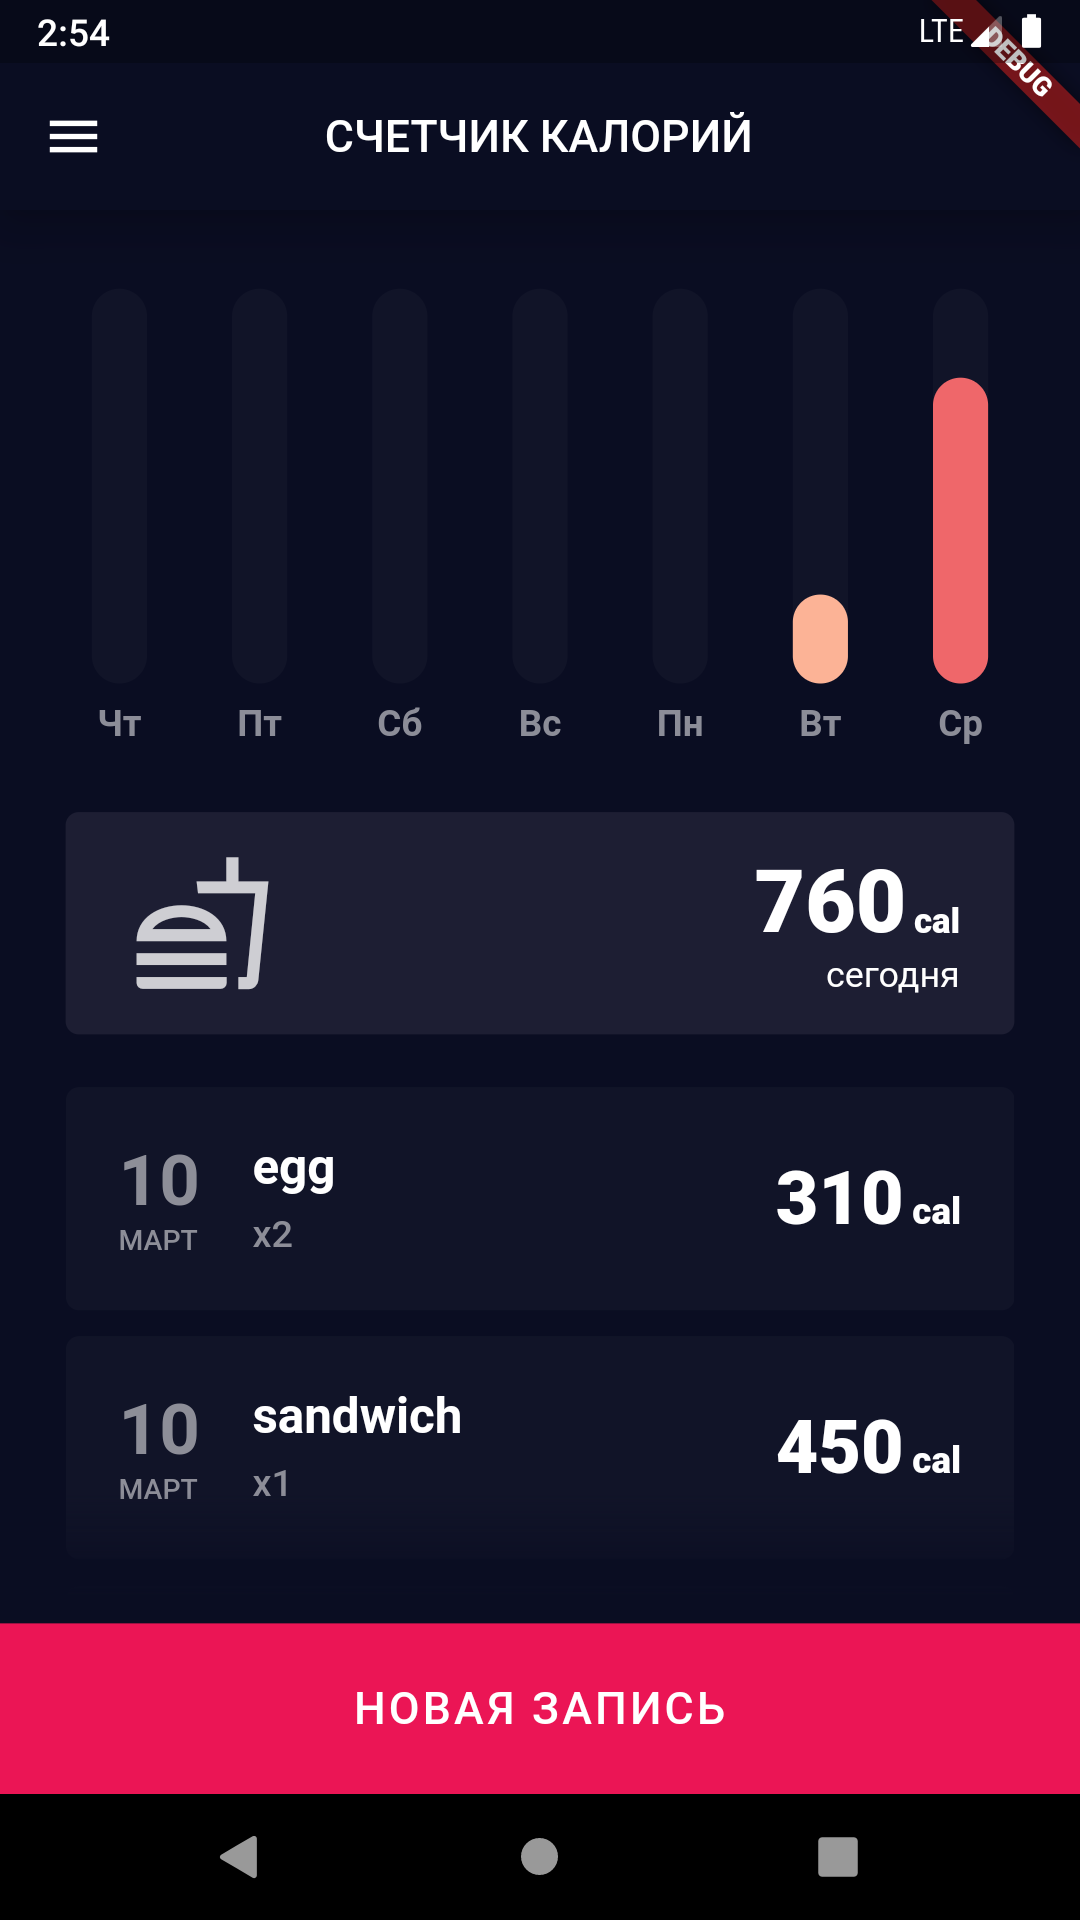 2:54 LTE
DEBUG
СЧЕТЧИК КАЛОРИЙ
Чт Пт Сб Вс Пн Вт Ср
760 cal
сегодня
10 egg
МАРТ x2
310 cal
10 sandwich
МАРТ x1
450 cal
НОВАЯ ЗАПИСЬ